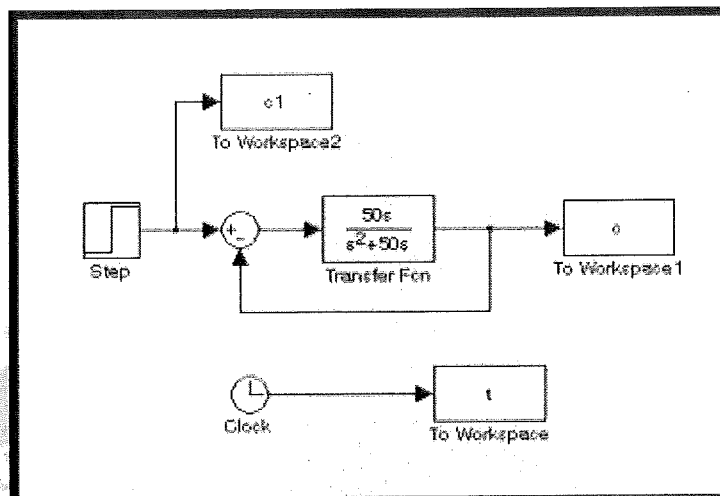 c1
To Workspace2
Step
+
-
50s
s²+50s
Transfer Fcn
c
To Workspace1
Clock
t
To Workspace